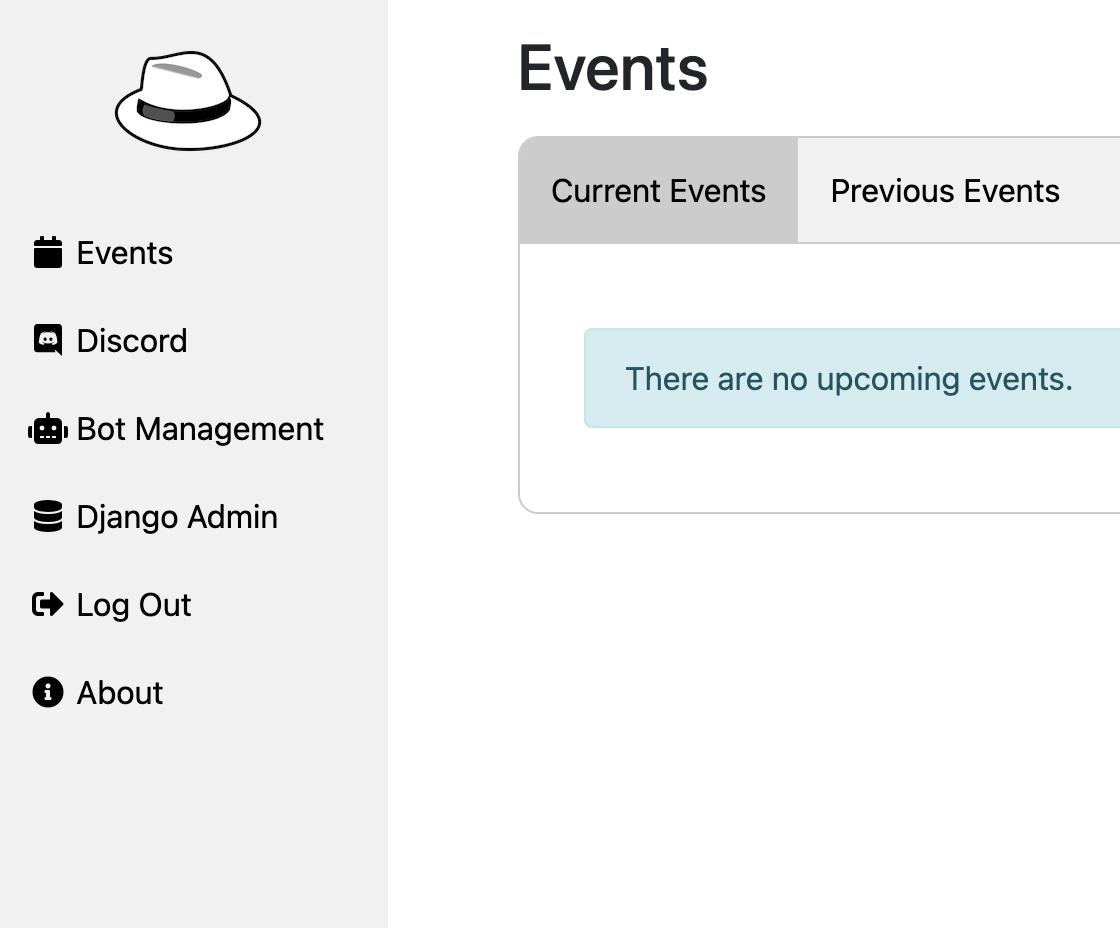 Events
Discord
Bot Management
Django Admin
Log Out
About
Events
Current Events
Previous Events
There are no upcoming events.